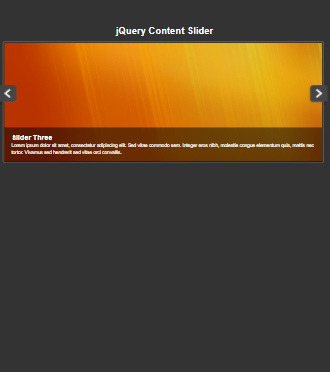 jQuery Content Slider
Slider Three
Lorem ipsum dolor sit amet, consectetur adipiscing elit. Sed vitae commodo sem. Integer eros nibh, molestie congue elementum quis, mattis nec
tortor. Vivamus sed hendrerit sed vitae orci convallis.